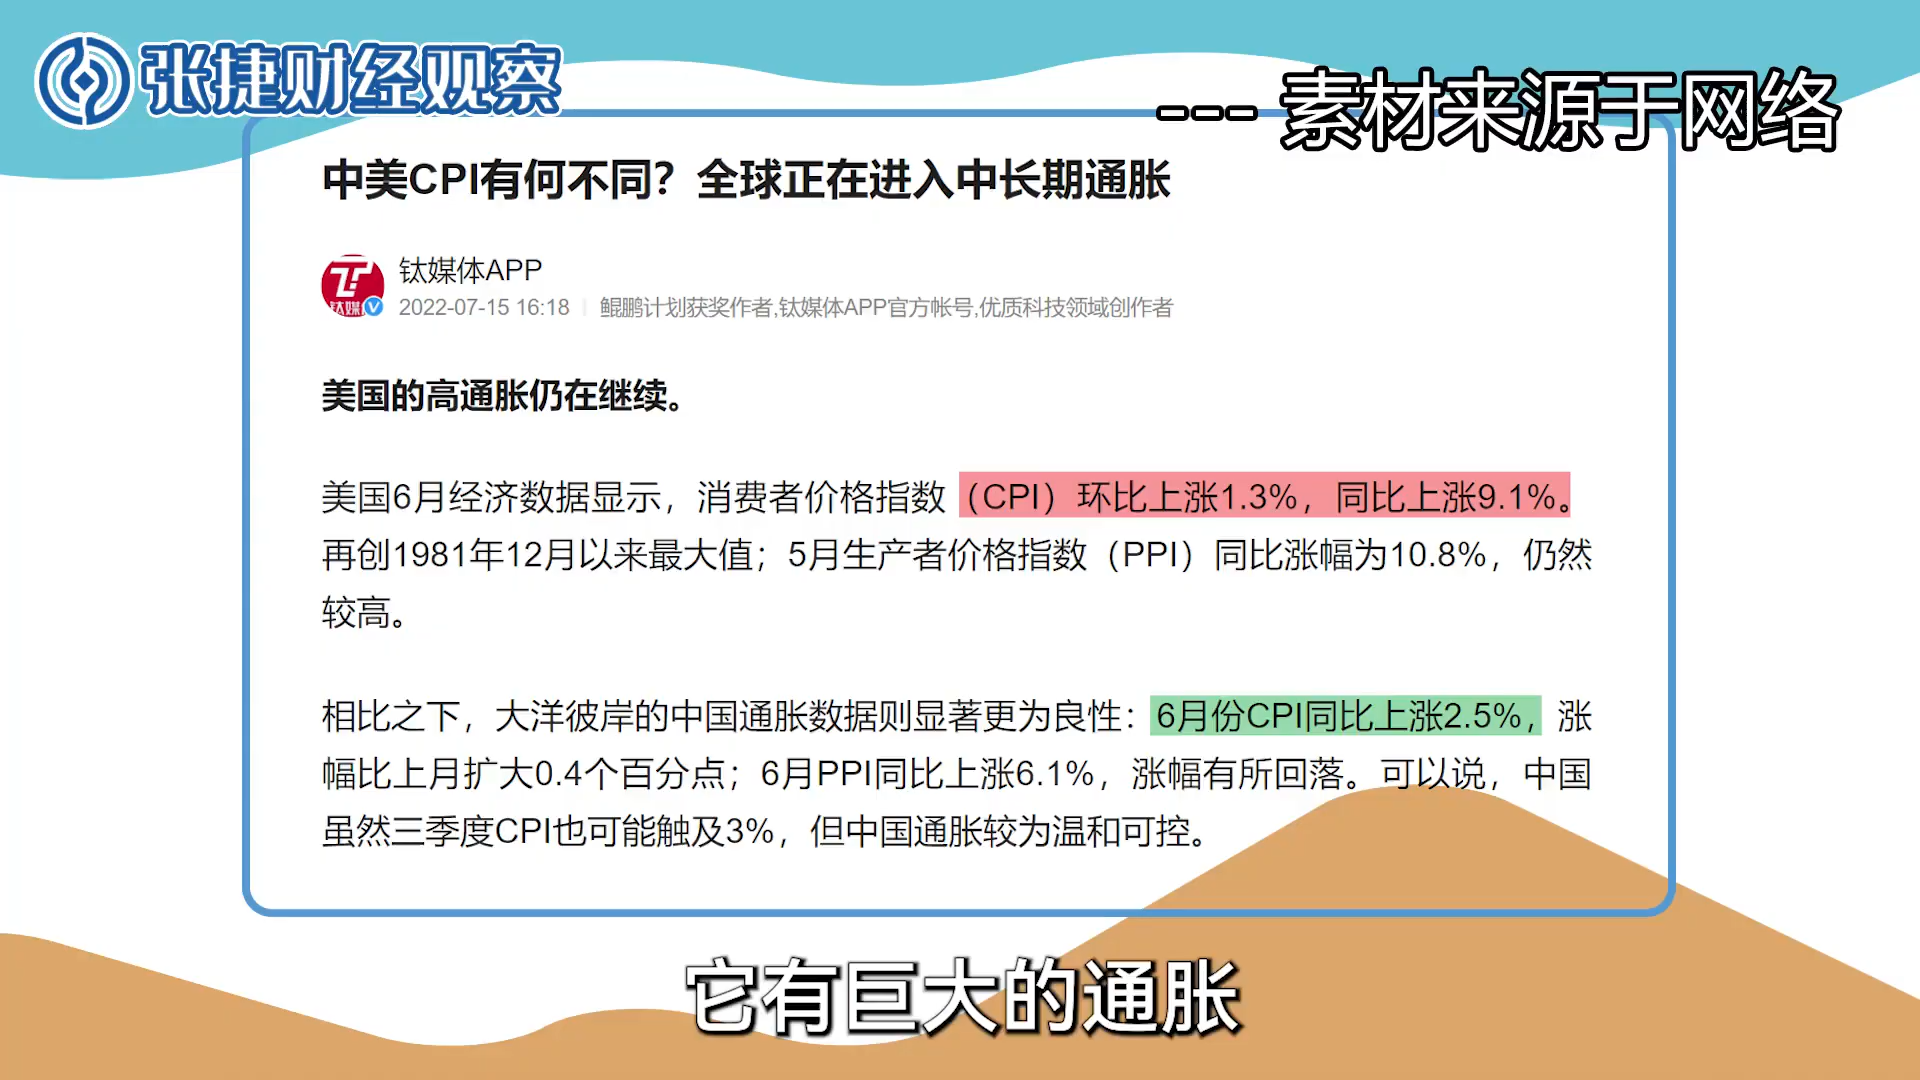 张捷财经观察
--- 素材来源于网络
中美CPI有何不同？全球正在进入中长期通胀
钛媒体APP
钛媒
2022-07-15 16:18 鲲鹏计划获奖作者,钛媒体APP官方帐号,优质科技领域创作者
美国的高通胀仍在继续。
美国6月经济数据显示，消费者价格指数（CPI）环比上涨1.3%，同比上涨9.1%。
再创1981年12月以来最大值；5月生产者价格指数（PPI）同比涨幅为10.8%，仍然
较高。
相比之下，大洋彼岸的中国通胀数据则显著更为良性：6月份CPI同比上涨2.5%，涨
幅比上月扩大0.4个百分点；6月PPI同比上涨6.1%，涨幅有所回落。可以说，中国
虽然三季度CPI也可能触及3%，但中国通胀较为温和可控。
它有巨大的通胀